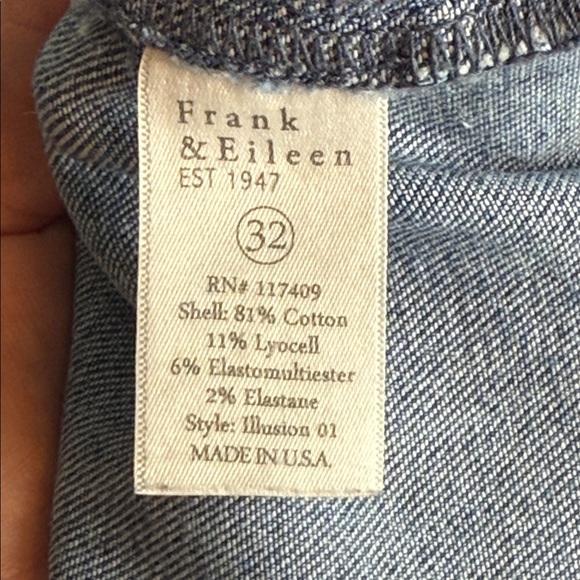 Frank
& Eileen
EST 1947
32
RN# 117409
Shell: 81% Cotton
11% Lyocell
6% Elastomultiester
2% Elastane
Style: Illusion 01
MADE IN U.S.A.